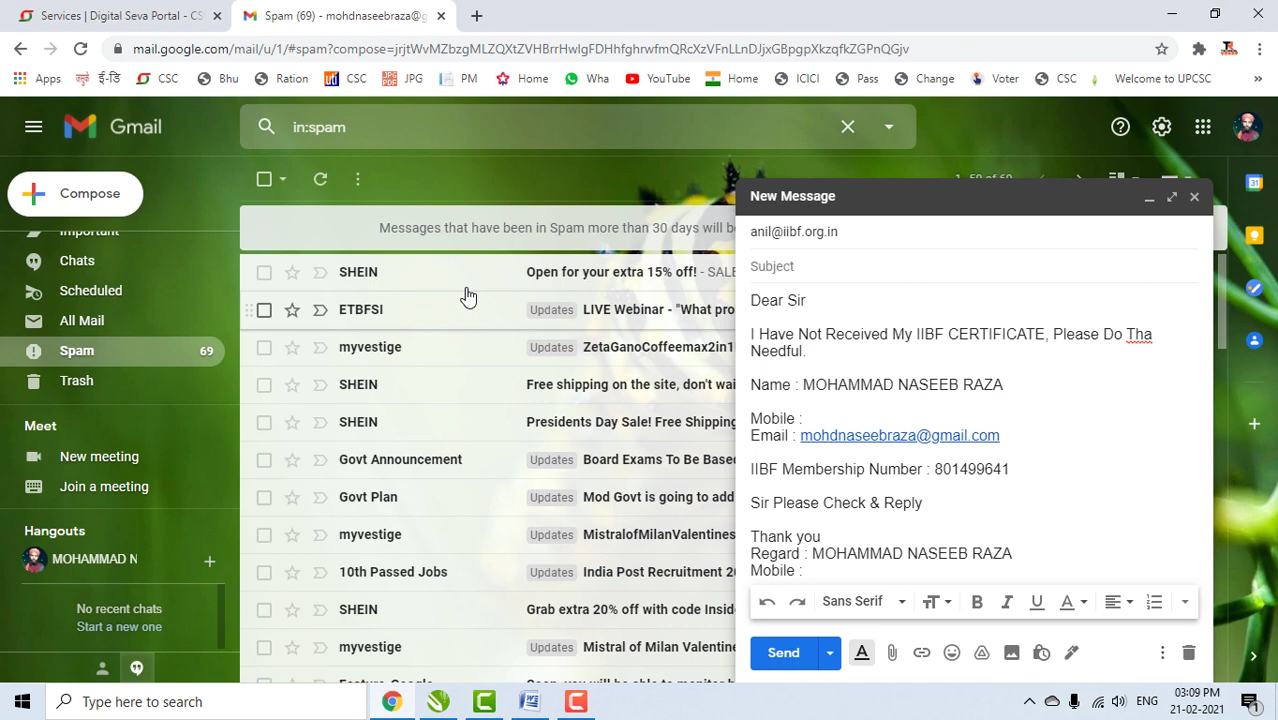 Services | Digital Seva Portal - CS
Spam (69) - mohdnaseebraza@g
mail.google.com/mail/u/1/#spam?compose=jrjtWvMZbzgMLZQXtZVHBrrHwlgFDHhfghrwfmQRcXzVFnLLnDJjxGBpgpXkzqfkZGPnQGjv
Apps
CSC
Bhu
Ration
CSC
JPG
PM
Home
Wha
YouTube
Home
ICICI
Pass
Change
Voter
CSC
Welcome to UPCSC
»
Gmail
in:spam
Compose
Important
Chats
Scheduled
All Mail
Spam 69
Trash
Meet
New meeting
Join a meeting
Hangouts
MOHAMMAD N
No recent chats
Start a new one
Messages that have been in Spam more than 30 days will be
SHEIN Open for your extra 15% off! - SALE
ETBFSI Updates LIVE Webinar - "What pro
myvestige Updates ZetaGanoCoffeemax2in1
SHEIN Free shipping on the site, don't wai
SHEIN Presidents Day Sale! Free Shipping
Govt Announcement Updates Board Exams To Be Base
Govt Plan Updates Mod Govt is going to add
myvestige Updates MistralofMilanValentines
10th Passed Jobs Updates India Post Recruitment 20
SHEIN Grab extra 20% off with code Insid
myvestige Updates Mistral of Milan Valentine
New Message
anil@iibf.org.in
Subject
Dear Sir
I Have Not Received My IIBF CERTIFICATE, Please Do Tha
Needful.
Name : MOHAMMAD NASEEB RAZA
Mobile :
Email : mohdnaseebraza@gmail.com
IIBF Membership Number : 801499641
Sir Please Check & Reply
Thank you
Regard : MOHAMMAD NASEEB RAZA
Mobile :
Sans Serif
Send
Type here to search
ENG
03:09 PM
21-02-2021